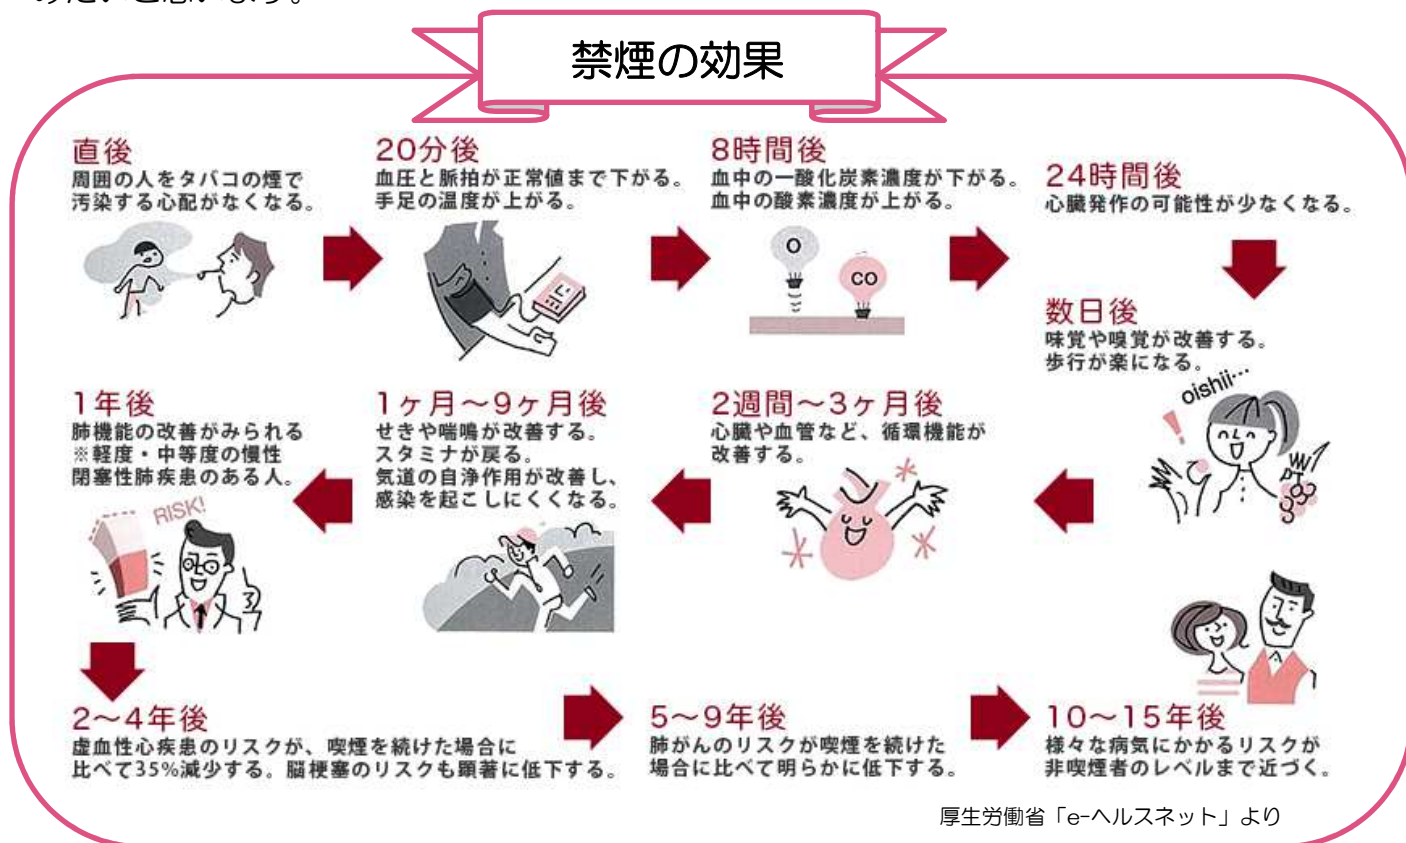 みたいと思います。
禁煙の効果
直後
周囲の人をタバコの煙で
汚染する心配がなくなる。
20分後
血圧と脈拍が正常値まで下がる。
手足の温度が上がる。
8時間後
血中の一酸化炭素濃度が下がる。
血中の酸素濃度が上がる。
O
CO
24時間後
心臓発作の可能性が少なくなる。
数日後
味覚や嗅覚が改善する。
歩行が楽になる。
oishii…
2週間〜3ヶ月後
心臓や血管など、循環機能が
改善する。
1ヶ月〜9ヶ月後
せきや喘鳴が改善する。
スタミナが戻る。
気道の自浄作用が改善し、
感染を起こしにくくなる。
1年後
肺機能の改善がみられる
※軽度・中等度の慢性
閉塞性肺疾患のある人。
RISK!
2〜4年後
虚血性心疾患のリスクが、喫煙を続けた場合に
比べて35%減少する。脳梗塞のリスクも顕著に低下する。
5〜9年後
肺がんのリスクが喫煙を続けた
場合に比べて明らかに低下する。
10〜15年後
様々な病気にかかるリスクが
非喫煙者のレベルまで近づく。
厚生労働省「e-ヘルスネット」より